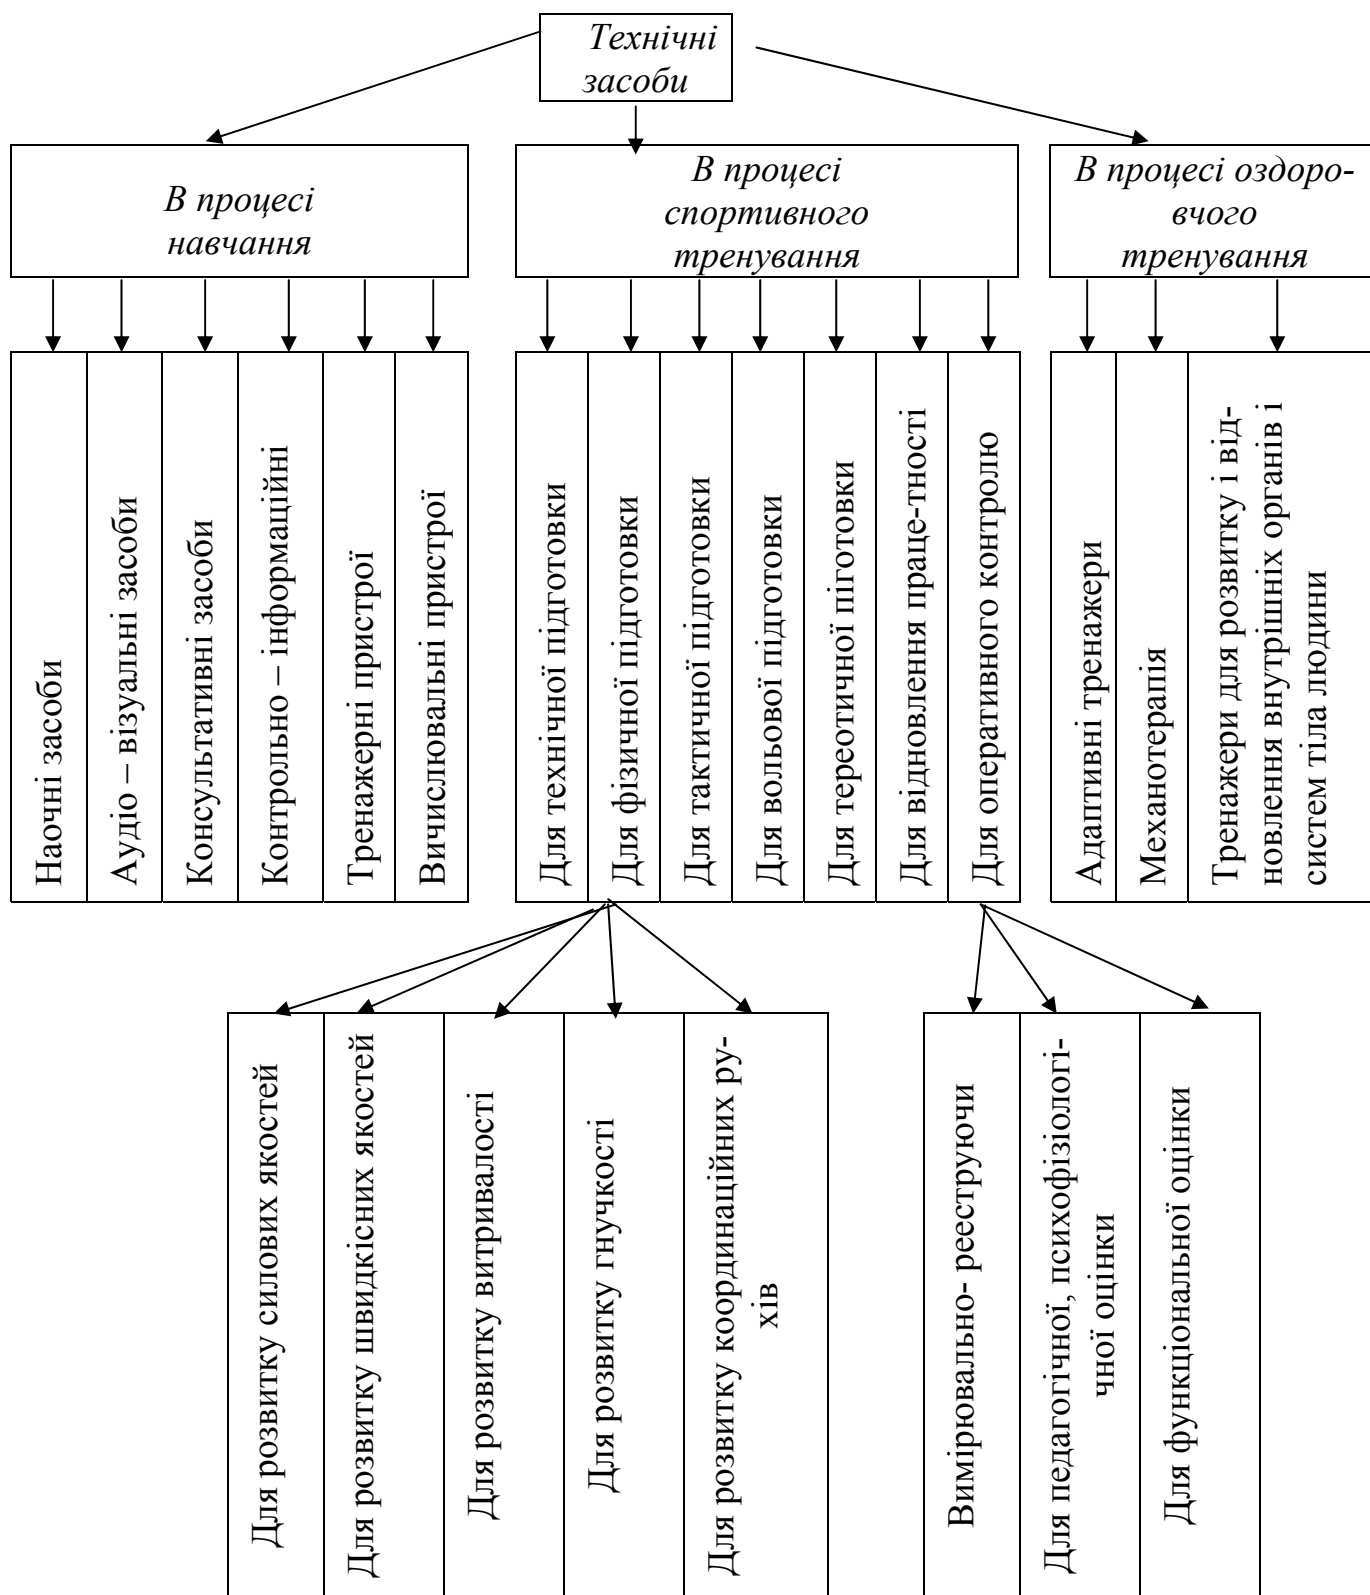 Технічні
засоби
В процесі
навчання
В процесі
спортивного
тренування
В процесі оздоро-
вчого
тренування
Наочні засоби
Аудіо – візуальні засоби
Консультативні засоби
Контрольно – інформаційні
Тренажерні пристрої
Вичислювальні пристрої
Для технічної підготовки
Для фізичної підготовки
Для тактичної підготовки
Для вольової підготовки
Для тереотичної піготовки
Для відновлення праце-тності
Для оперативного контролю
Адаптивні тренажери
Механотерапія
Тренажери для розвитку і від-
новлення внутрішніх органів і
систем тіла людини
Для розвитку силових якостей
Для розвитку швидкісних якостей
Для розвитку витривалості
Для розвитку гнучкості
Для розвитку координаційних ру-
хів
Вимірювально- реєструючи
Для педагогічної, психофізіологі-
чної оцінки
Для функціональної оцінки